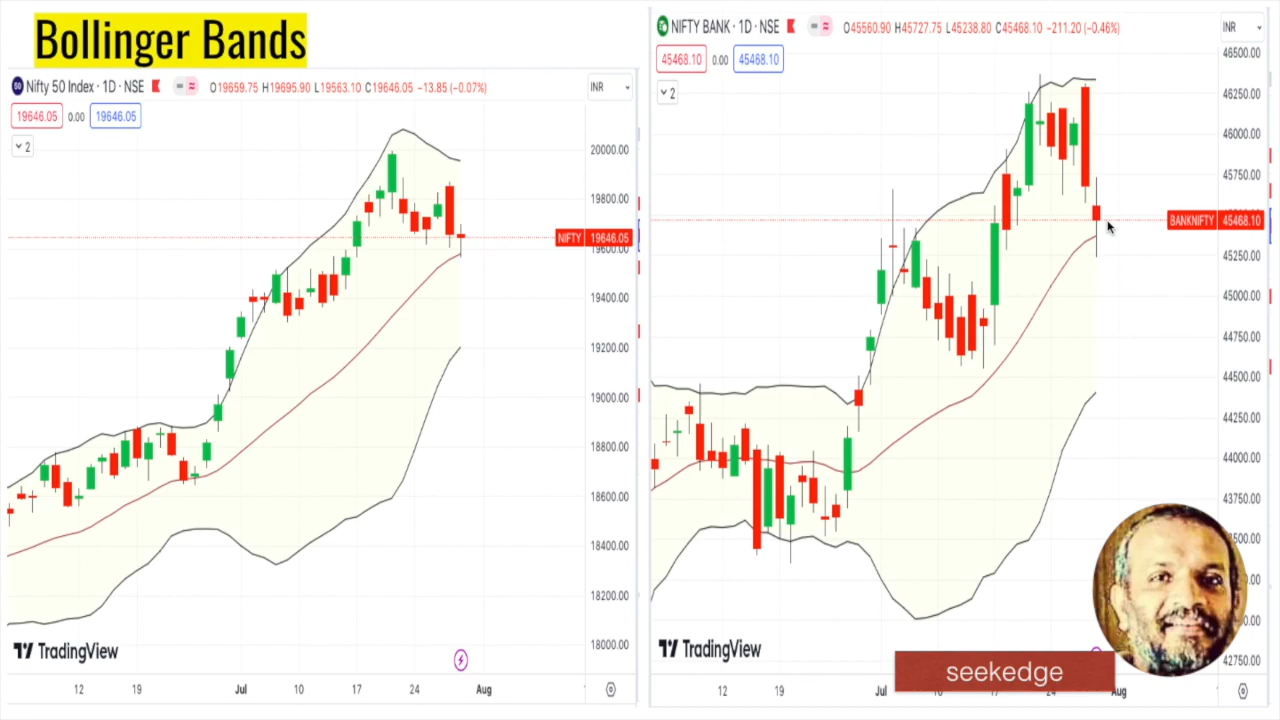 Bollinger Bands
Nifty 50 Index · 1D · NSE
O19659.75 H19695.90 L19563.10 C19646.05 −13.85 (−0.07%)
INR
19646.05 0.00 19646.05
2
20000.00
19800.00
NIFTY 19646.05
19600.00
19400.00
19200.00
19000.00
18800.00
18600.00
18400.00
18200.00
18000.00
TradingView
12 19 Jul 10 17 24 Aug
NIFTY BANK · 1D · NSE
O45560.90 H45727.75 L45238.80 C45468.10 −211.20 (−0.46%)
INR
45468.10 0.00 45468.10
2
46500.00
46250.00
46000.00
45750.00
BANKNIFTY 45468.10
45250.00
45000.00
44750.00
44500.00
44250.00
44000.00
43750.00
42750.00
TradingView
seekedge
12 19 Jul Aug